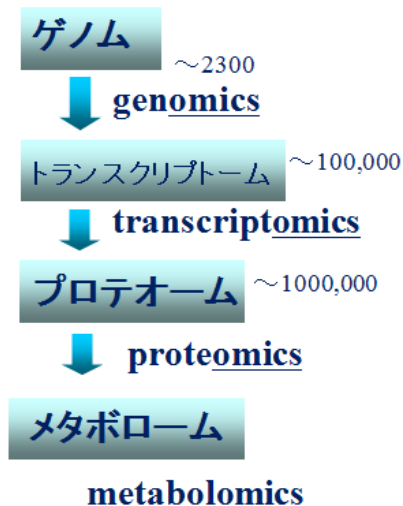 ゲノム
～2300
genomics
トランスクリプトーム
～100,000
transcriptomics
プロテオーム
～1000,000
proteomics
メタボローム
metabolomics